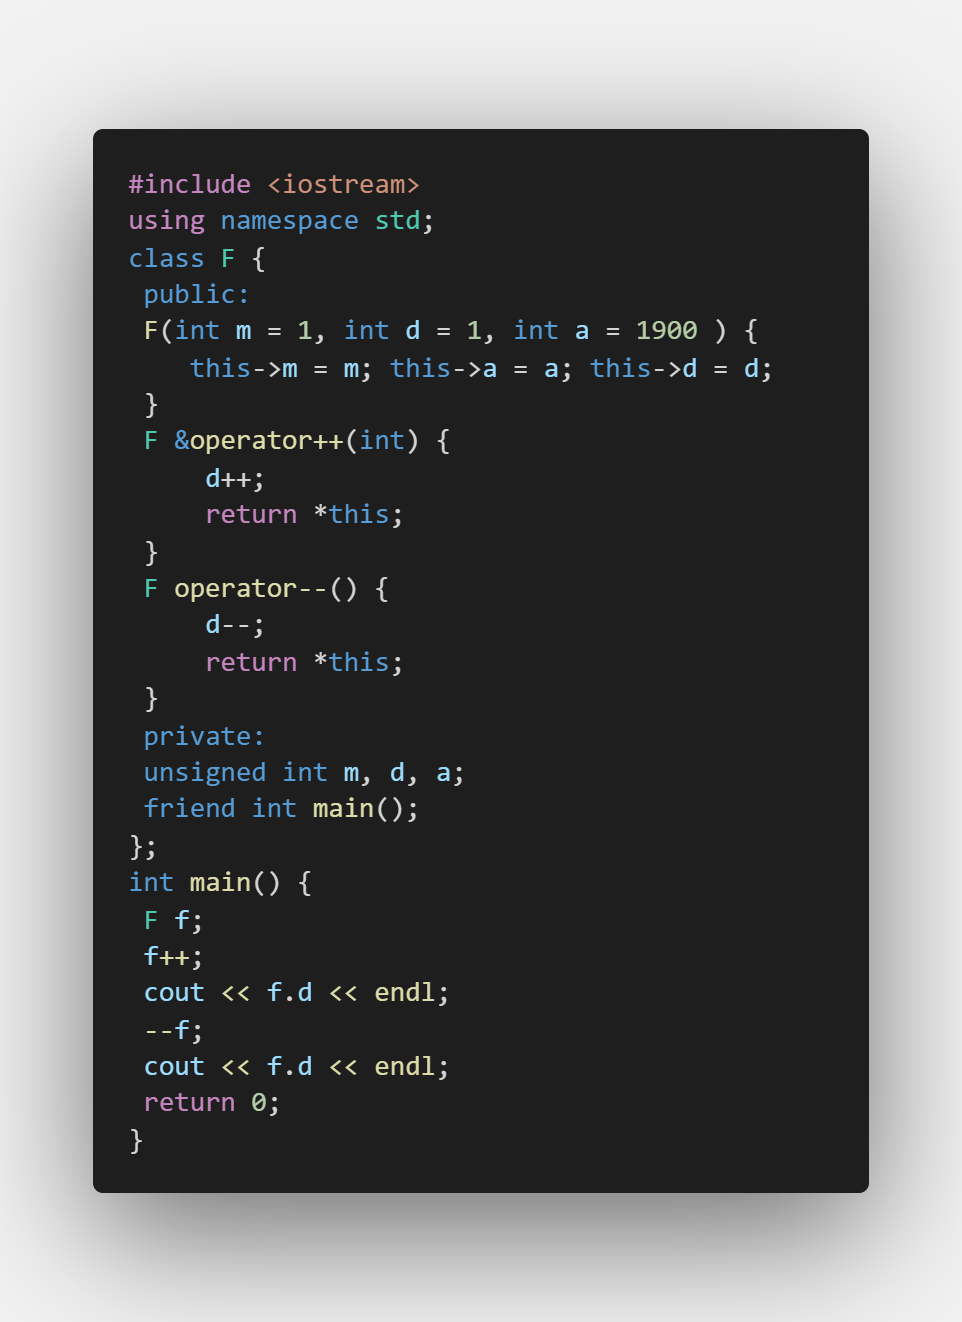 #include <iostream>
using namespace std;
class F {
 public:
 F(int m = 1, int d = 1, int a = 1900 ) {
    this->m = m; this->a = a; this->d = d;
 }
 F &operator++(int) {
     d++;
     return *this;
 }
 F operator--() {
     d--;
     return *this;
 }
 private:
 unsigned int m, d, a;
 friend int main();
};
int main() {
 F f;
 f++;
 cout << f.d << endl;
 --f;
 cout << f.d << endl;
 return 0;
}